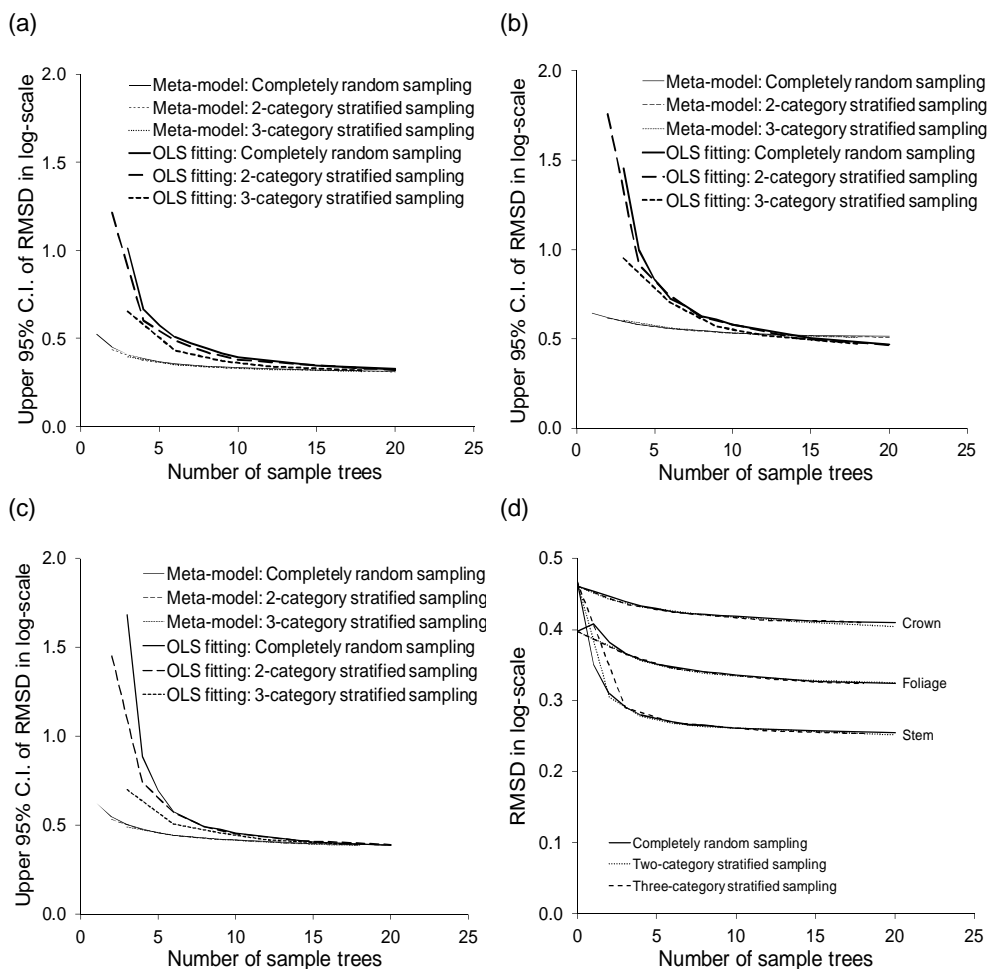 (a)
Upper 95% C.I. of RMSD in log-scale
2.0
1.5
1.0
0.5
0.0
Meta-model: Completely random sampling
Meta-model: 2-category stratified sampling
Meta-model: 3-category stratified sampling
OLS fitting: Completely random sampling
OLS fitting: 2-category stratified sampling
OLS fitting: 3-category stratified sampling
0 5 10 15 20 25
Number of sample trees
(b)
Upper 95% C.I. of RMSD in log-scale
2.0
1.5
1.0
0.5
0.0
Meta-model: Completely random sampling
Meta-model: 2-category stratified sampling
Meta-model: 3-category stratified sampling
OLS fitting: Completely random sampling
OLS fitting: 2-category stratified sampling
OLS fitting: 3-category stratified sampling
0 5 10 15 20 25
Number of sample trees
(c)
Upper 95% C.I. of RMSD in log-scale
2.0
1.5
1.0
0.5
0.0
Meta-model: Completely random sampling
Meta-model: 2-category stratified sampling
Meta-model: 3-category stratified sampling
OLS fitting: Completely random sampling
OLS fitting: 2-category stratified sampling
OLS fitting: 3-category stratified sampling
0 5 10 15 20 25
Number of sample trees
(d)
RMSD in log-scale
0.5
0.4
0.3
0.2
0.1
0.0
Crown
Foliage
Stem
Completely random sampling
Two-category stratified sampling
Three-category stratified sampling
0 5 10 15 20 25
Number of sample trees